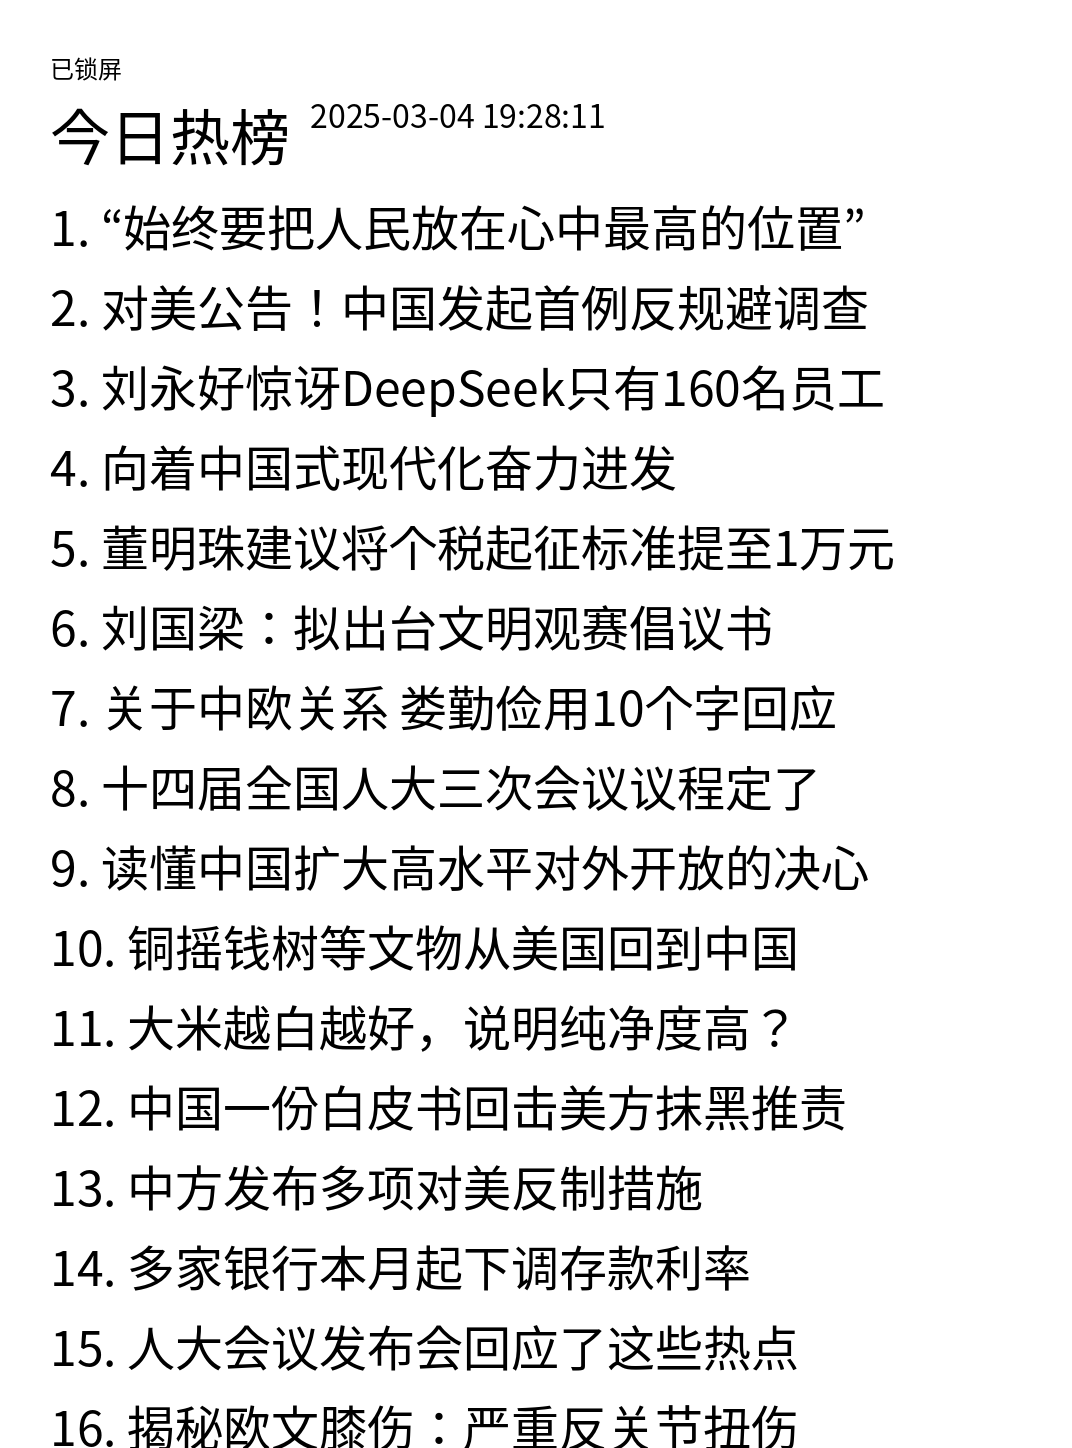 已锁屏
今日热榜 2025-03-04 19:28:11
1. “始终要把人民放在心中最高的位置”
2. 对美公告！中国发起首例反规避调查
3. 刘永好惊讶DeepSeek只有160名员工
4. 向着中国式现代化奋力进发
5. 董明珠建议将个税起征标准提至1万元
6. 刘国梁：拟出台文明观赛倡议书
7. 关于中欧关系 娄勤俭用10个字回应
8. 十四届全国人大三次会议议程定了
9. 读懂中国扩大高水平对外开放的决心
10. 铜摇钱树等文物从美国回到中国
11. 大米越白越好，说明纯净度高？
12. 中国一份白皮书回击美方抹黑推责
13. 中方发布多项对美反制措施
14. 多家银行本月起下调存款利率
15. 人大会议发布会回应了这些热点
16. 揭秘欧文膝伤：严重反关节扭伤